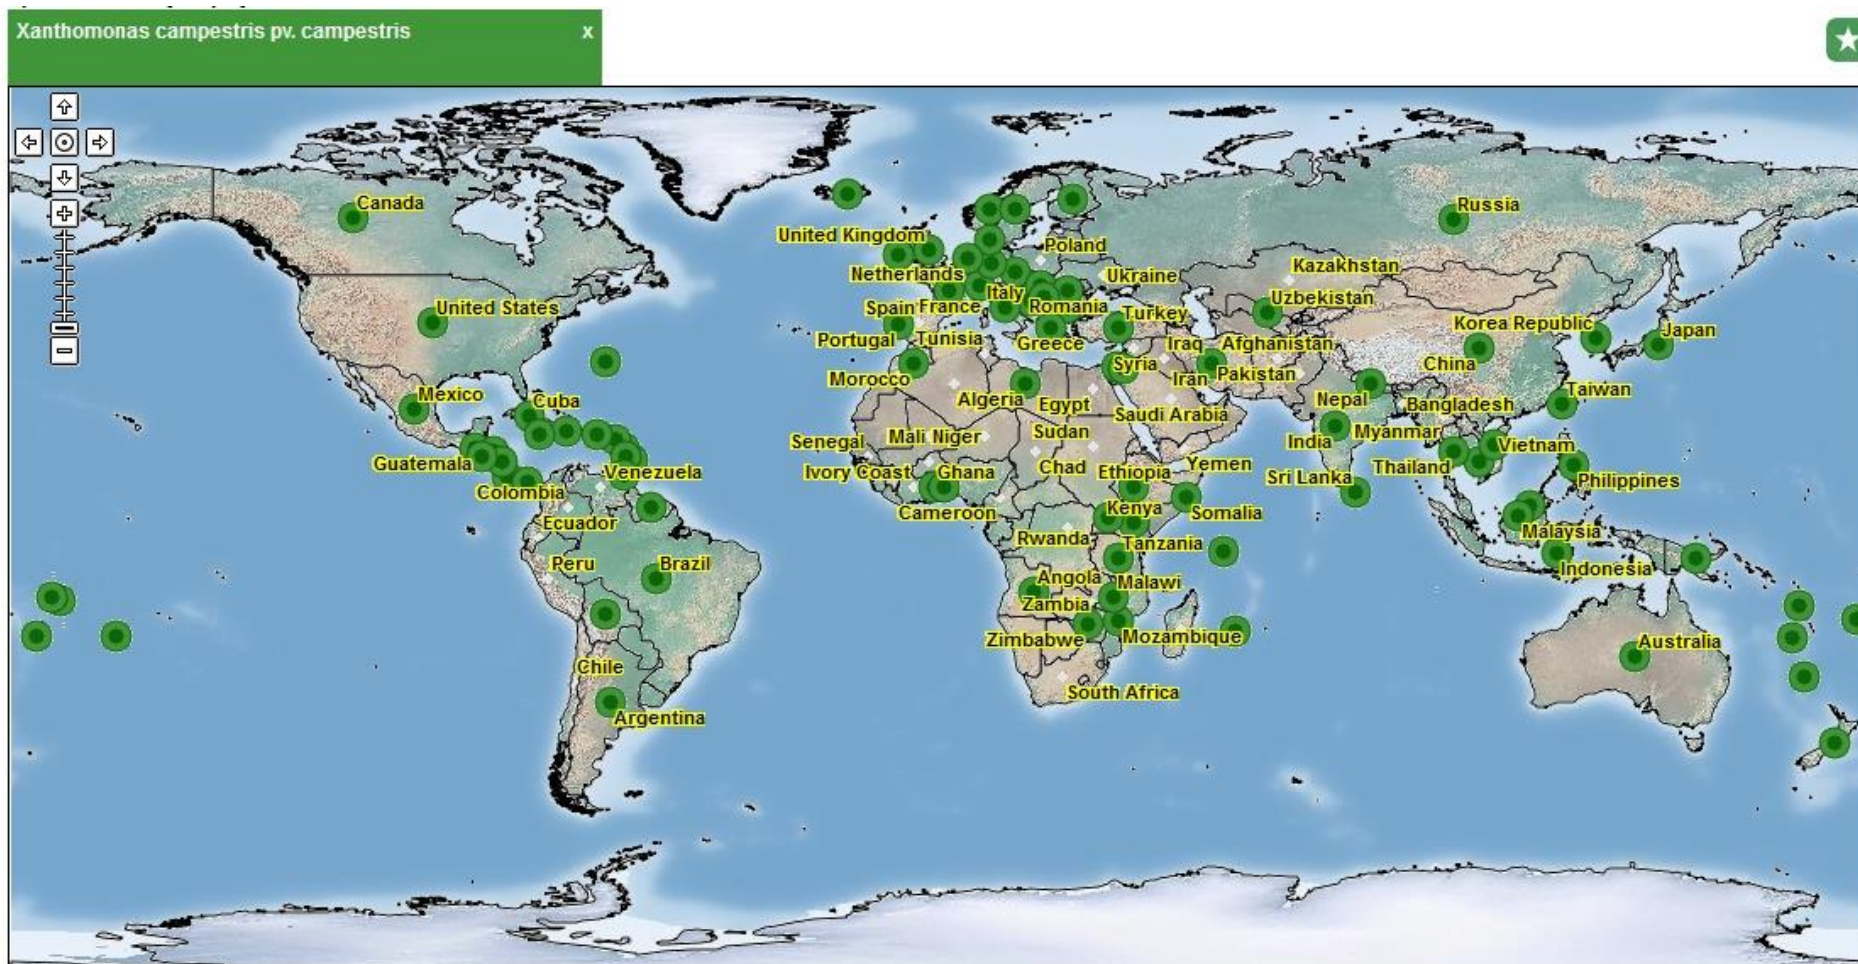 Xanthomonas campestris pv. campestris x
Canada
Russia
United Kingdom
Poland
Netherlands
Ukraine
Kazakhstan
United States
Spain France Italy
Romania
Uzbekistan
Portugal
Tunisia
Greece
Turkey
Iraq Afghanistan
Korea Republic
Japan
Morocco
Syria
Iran Pakistan
China
Mexico
Cuba
Algeria
Egypt
Saudi Arabia
Nepal
Bangladesh
Taiwan
Senegal
Mali Niger
Sudan
India
Myanmar
Guatemala
Venezuela
Ivory Coast Ghana
Chad
Ethiopia Yemen
Sri Lanka
Thailand
Vietnam
Philippines
Colombia
Ecuador
Cameroon
Kenya
Somalia
Rwanda
Tanzania
Malaysia
Peru
Brazil
Angola
Malawi
Indonesia
Zambia
Zimbabwe
Mozambique
Australia
Chile
South Africa
Argentina